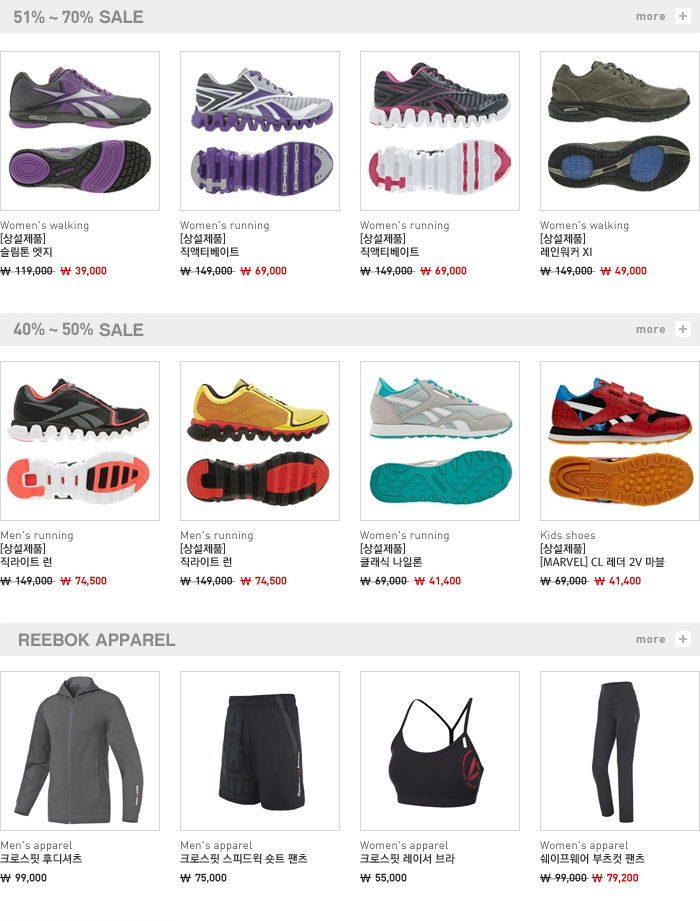 51% ~ 70% SALE
more +
Women's walking
[상설제품]
슬림톤 엣지
₩ 119,000 ₩ 39,000
Women's running
[상설제품]
직액티베이트
₩ 149,000 ₩ 69,000
Women's running
[상설제품]
직액티베이트
₩ 149,000 ₩ 69,000
Women's walking
[상설제품]
레인워커 XI
₩ 149,000 ₩ 49,000
40% ~ 50% SALE
more +
Men's running
[상설제품]
직라이트 런
₩ 149,000 ₩ 74,500
Men's running
[상설제품]
직라이트 런
₩ 149,000 ₩ 74,500
Women's running
[상설제품]
클래식 나일론
₩ 69,000 ₩ 41,400
Kids shoes
[상설제품]
[MARVEL] CL 레더 2V 마블
₩ 69,000 ₩ 41,400
REEBOK APPAREL
more +
Men's apparel
크로스핏 후디셔츠
₩ 99,000
Men's apparel
크로스핏 스피드윅 숏트 팬츠
₩ 75,000
Women's apparel
크로스핏 레이서 브라
₩ 55,000
Women's apparel
쉐이프웨어 부츠컷 팬츠
₩ 99,000 ₩ 79,200